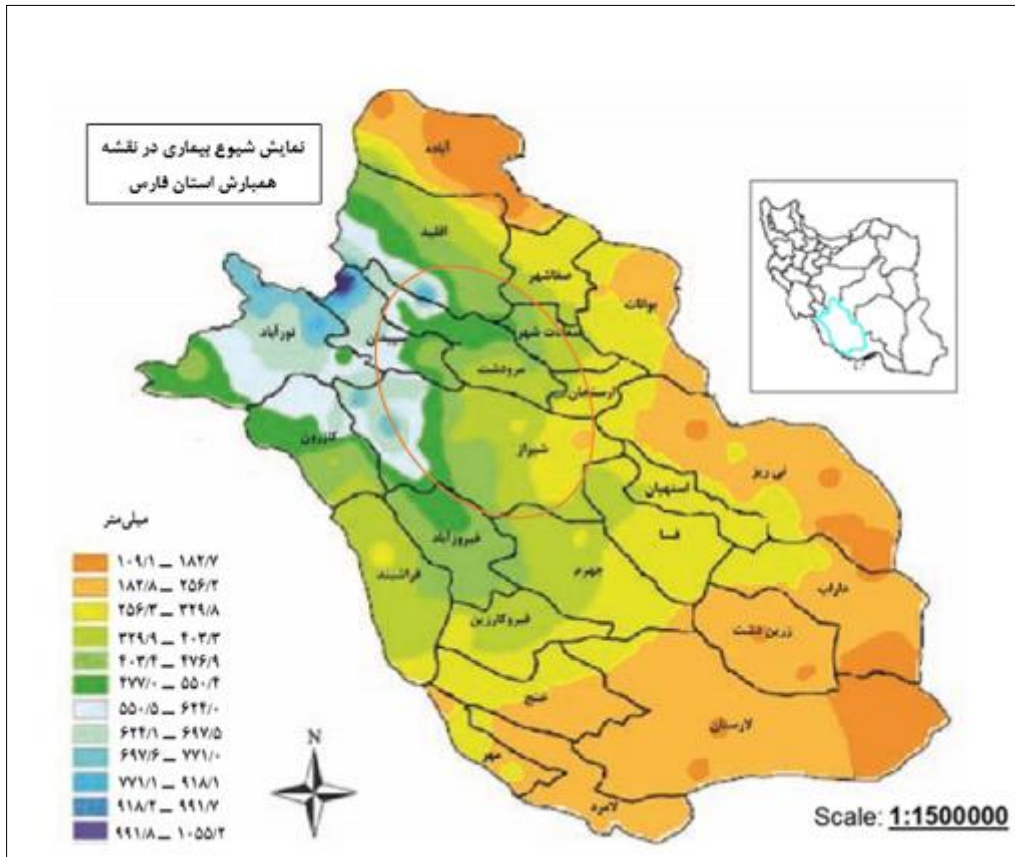 نمایش شیوع بیماری در نقشه
همبارش استان فارس
آباده
اقلید
صفاشهر
بوانات
نورآباد
سپیدان
سعادت شهر
مرودشت
ارسنجان
کازرون
شیراز
نی ریز
استهبان
فسا
فیروزآباد
فراشبند
جهرم
داراب
زرین دشت
قیروکارزین
خنج
لارستان
مهر
لامرد
میلی‌متر
۱۰۹/۱ _ ۱۸۲/۷
۱۸۲/۸ _ ۲۵۶/۲
۲۵۶/۳ _ ۳۲۹/۸
۳۲۹/۹ _ ۴۰۳/۳
۴۰۳/۴ _ ۴۷۶/۹
۴۷۷/۰ _ ۵۵۰/۴
۵۵۰/۵ _ ۶۲۴/۰
۶۲۴/۱ _ ۶۹۷/۵
۶۹۷/۶ _ ۷۷۱/۰
۷۷۱/۱ _ ۹۱۸/۱
۹۱۸/۲ _ ۹۹۱/۷
۹۹۱/۸ _ ۱۰۵۵/۲
N
Scale: 1:1500000